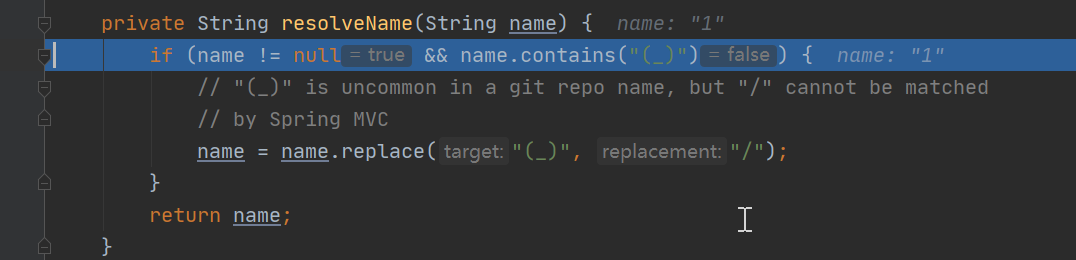 private String resolveName(String name) { name: "1"
if (name != null = true && name.contains("(_)") = false ) { name: "1"
// "(_)" is uncommon in a git repo name, but "/" cannot be matched
// by Spring MVC
name = name.replace( target: "(_)", replacement: "/");
}
return name;
}